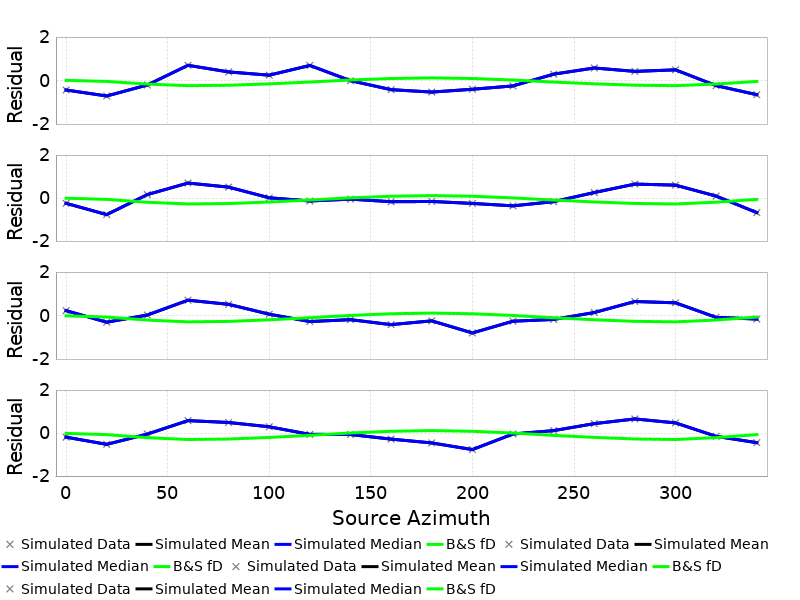 2
0
-2
Residual
2
0
-2
Residual
2
0
-2
Residual
2
0
-2
Residual
0 50 100 150 200 250 300
Source Azimuth
× Simulated Data Simulated Mean Simulated Median B&S fD × Simulated Data Simulated Mean
Simulated Median B&S fD × Simulated Data Simulated Mean Simulated Median B&S fD
× Simulated Data Simulated Mean Simulated Median B&S fD